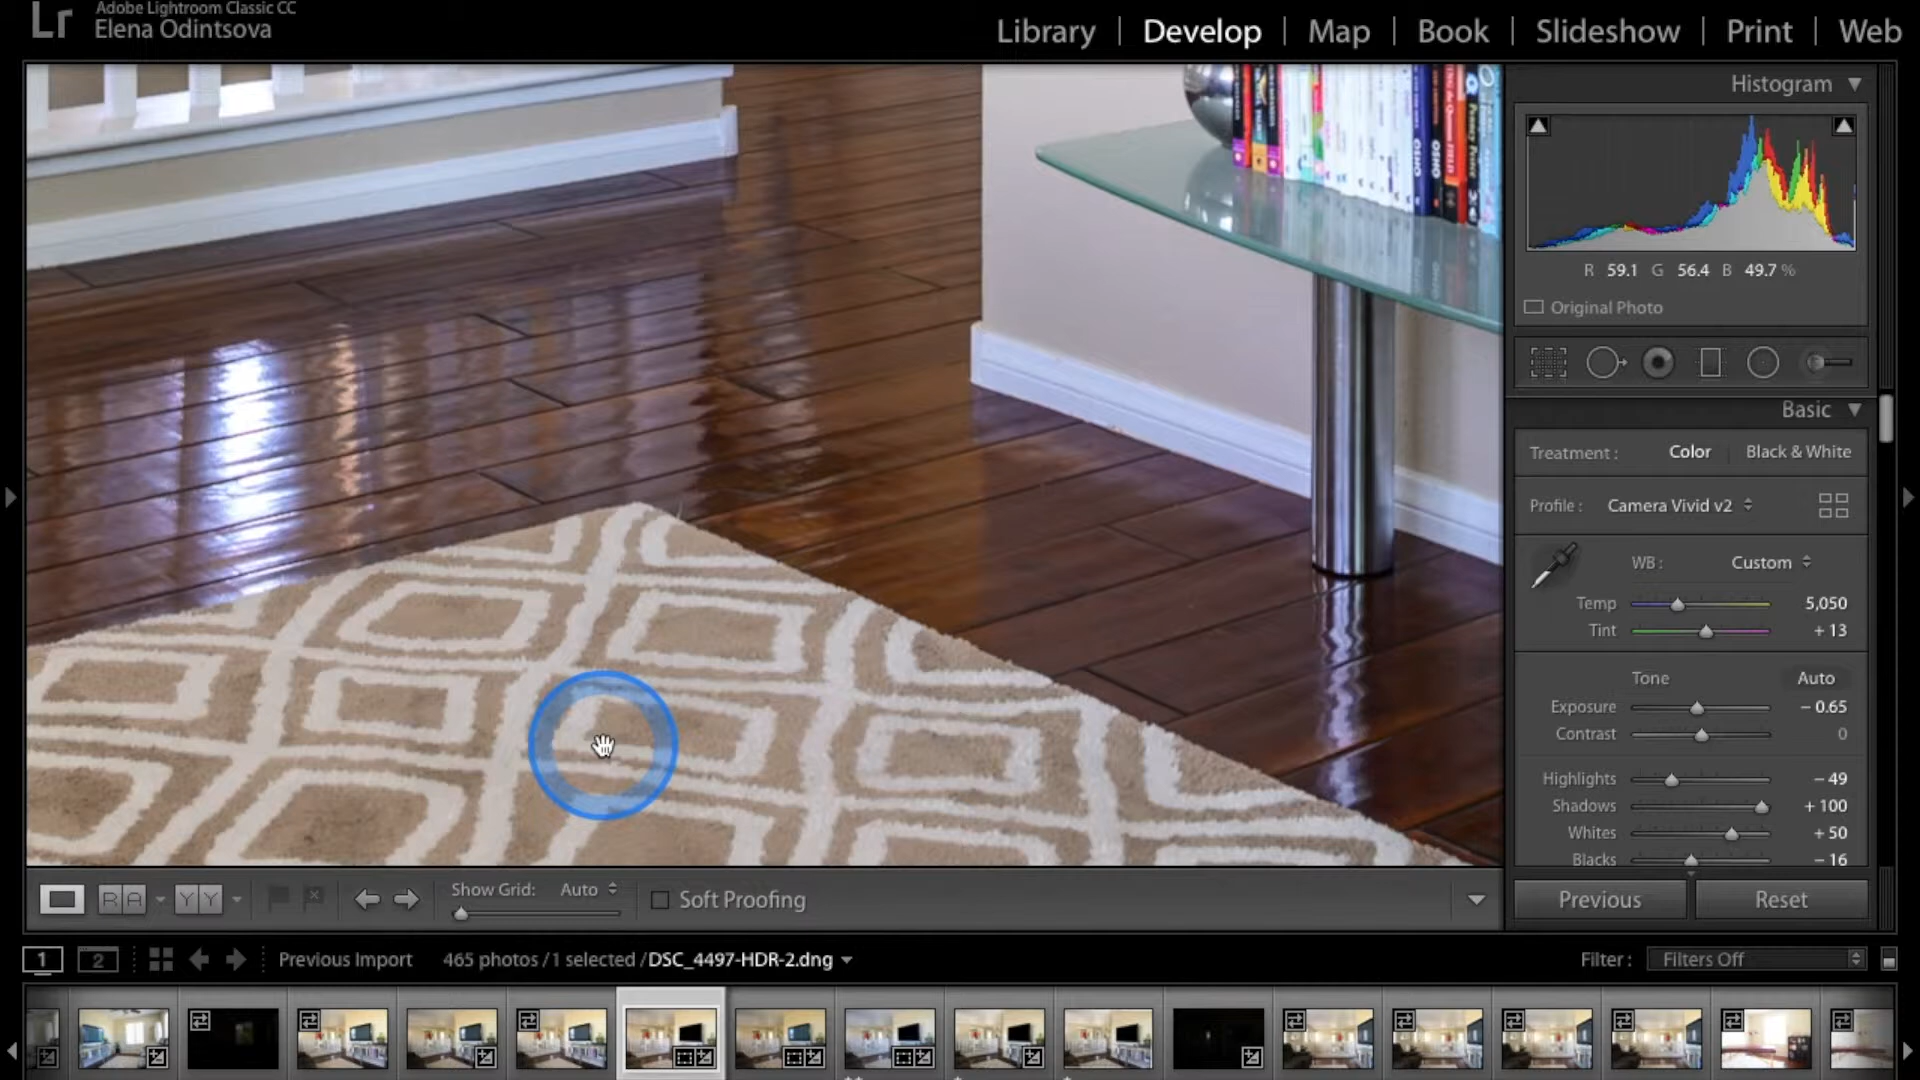 Lr Adobe Lightroom Classic CC
Elena Odintsova
Library Develop Map Book Slideshow Print Web
Histogram
R 59.1 G 56.4 B 49.7 %
Original Photo
Basic
Treatment : Color Black & White
Profile : Camera Vivid v2
WB : Custom
Temp 5,050
Tint + 13
Tone Auto
Exposure − 0.65
Contrast 0
Highlights − 49
Shadows + 100
Whites + 50
Blacks − 16
OSHO OSHO
R A Y Y Show Grid: Auto Soft Proofing
Previous Reset
1 2 Previous Import 465 photos / 1 selected / DSC_4497-HDR-2.dng Filter : Filters Off